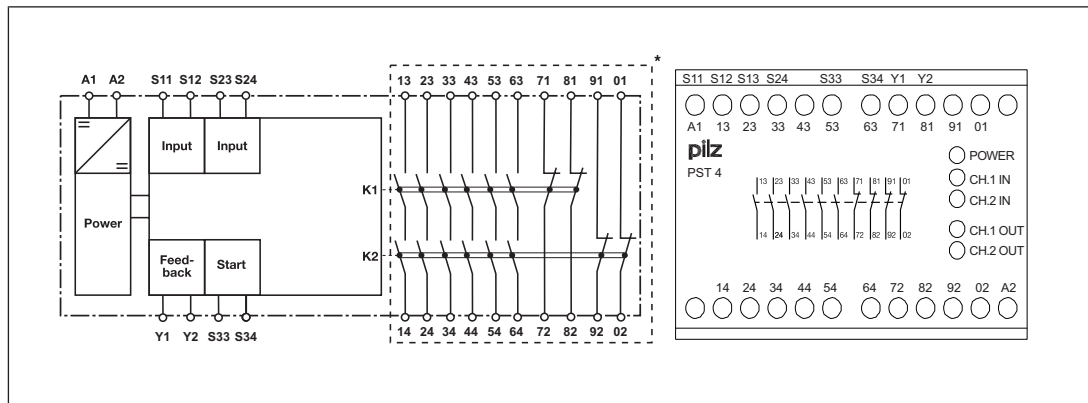 A1 A2 S11 S12 S23 S24 13 23 33 43 53 63 71 81 91 01 *
Input Input
Power
K1
K2
Feed-
back
Start
Y1 Y2 S33 S34 14 24 34 44 54 64 72 82 92 02
S11 S12 S13 S24 S33 S34 Y1 Y2
A1 13 23 33 43 53 63 71 81 91 01
pilz
PST 4
POWER
CH.1 IN
CH.2 IN
CH.1 OUT
CH.2 OUT
13 23 33 43 53 63 71 81 91 01
14 24 34 44 54 64 72 82 92 02
14 24 34 44 54 64 72 82 92 02 A2